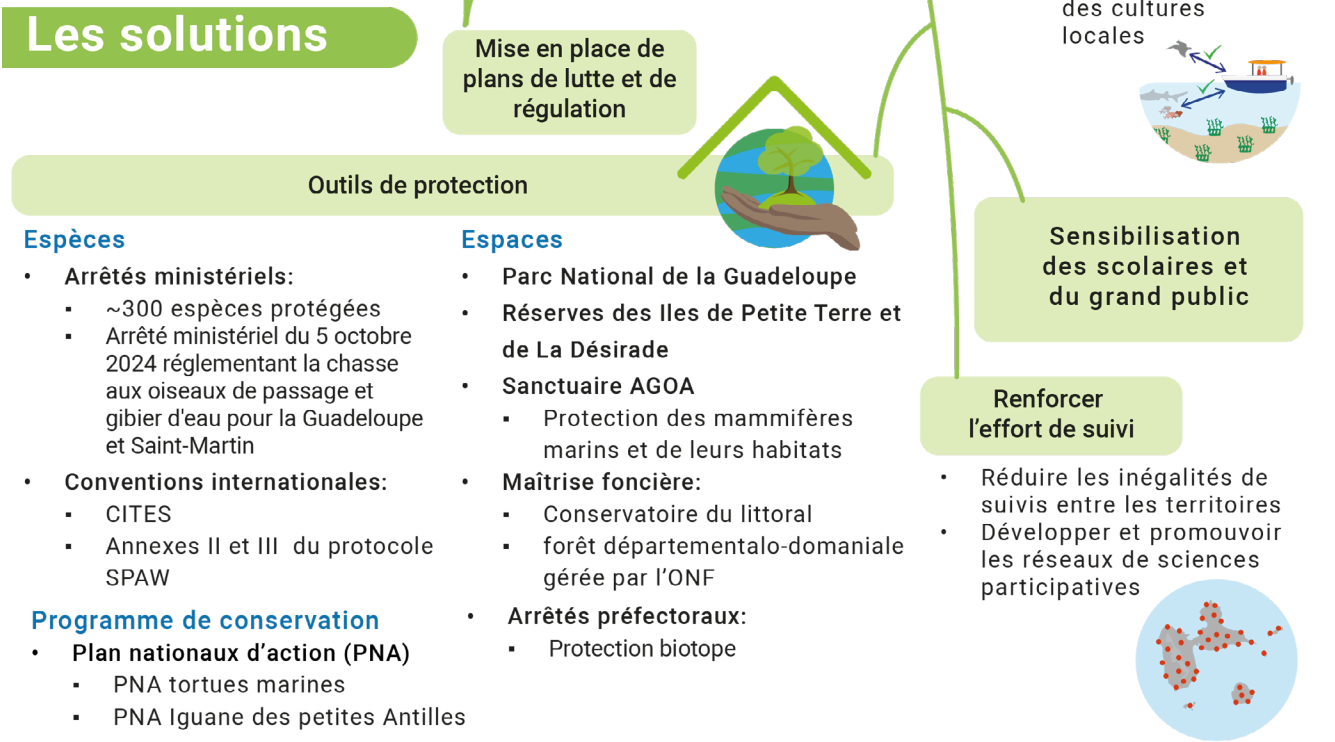 des cultures
locales
Les solutions
Mise en place de
plans de lutte et de
régulation
Outils de protection
Espèces
• Arrêtés ministériels:
▪ ~300 espèces protégées
▪ Arrêté ministériel du 5 octobre
2024 réglementant la chasse
aux oiseaux de passage et
gibier d'eau pour la Guadeloupe
et Saint-Martin
• Conventions internationales:
▪ CITES
▪ Annexes II et III du protocole
SPAW
Programme de conservation
• Plan nationaux d'action (PNA)
▪ PNA tortues marines
▪ PNA Iguane des petites Antilles
Espaces
• Parc National de la Guadeloupe
• Réserves des Iles de Petite Terre et
de La Désirade
• Sanctuaire AGOA
▪ Protection des mammifères
marins et de leurs habitats
• Maîtrise foncière:
▪ Conservatoire du littoral
▪ forêt départementalo-domaniale
gérée par l'ONF
• Arrêtés préfectoraux:
▪ Protection biotope
Sensibilisation
des scolaires et
du grand public
Renforcer
l'effort de suivi
• Réduire les inégalités de
suivis entre les territoires
• Développer et promouvoir
les réseaux de sciences
participatives